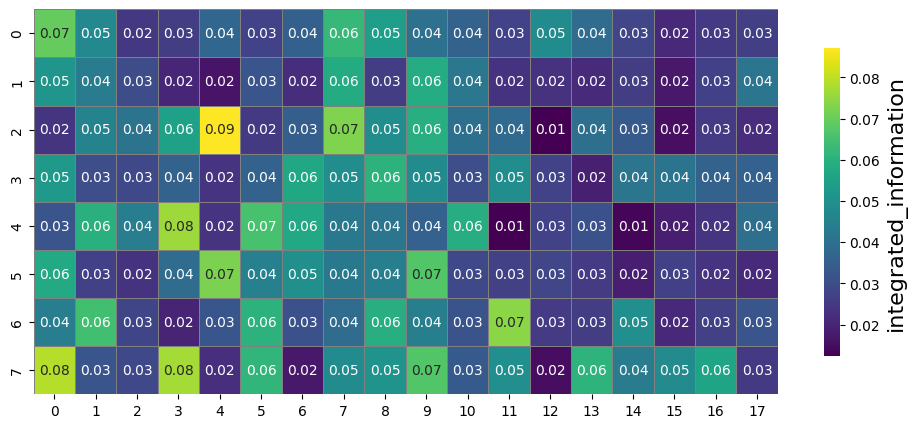 0 0.07 0.05 0.02 0.03 0.04 0.03 0.04 0.06 0.05 0.04 0.04 0.03 0.05 0.04 0.03 0.02 0.03 0.03
1 0.05 0.04 0.03 0.02 0.02 0.03 0.02 0.06 0.03 0.06 0.04 0.02 0.02 0.02 0.03 0.02 0.03 0.04
2 0.02 0.05 0.04 0.06 0.09 0.02 0.03 0.07 0.05 0.06 0.04 0.04 0.01 0.04 0.03 0.02 0.03 0.02
3 0.05 0.03 0.03 0.04 0.02 0.04 0.06 0.05 0.06 0.05 0.03 0.05 0.03 0.02 0.04 0.04 0.04 0.04
4 0.03 0.06 0.04 0.08 0.02 0.07 0.06 0.04 0.04 0.04 0.06 0.01 0.03 0.03 0.01 0.02 0.02 0.04
5 0.06 0.03 0.02 0.04 0.07 0.04 0.05 0.04 0.04 0.07 0.03 0.03 0.03 0.03 0.02 0.03 0.02 0.02
6 0.04 0.06 0.03 0.02 0.03 0.06 0.03 0.04 0.06 0.04 0.03 0.07 0.03 0.03 0.05 0.02 0.03 0.03
7 0.08 0.03 0.03 0.08 0.02 0.06 0.02 0.05 0.05 0.07 0.03 0.05 0.02 0.06 0.04 0.05 0.06 0.03
0 1 2 3 4 5 6 7 8 9 10 11 12 13 14 15 16 17
0.08
0.07
0.06
0.05
0.04
0.03
0.02
integrated_information